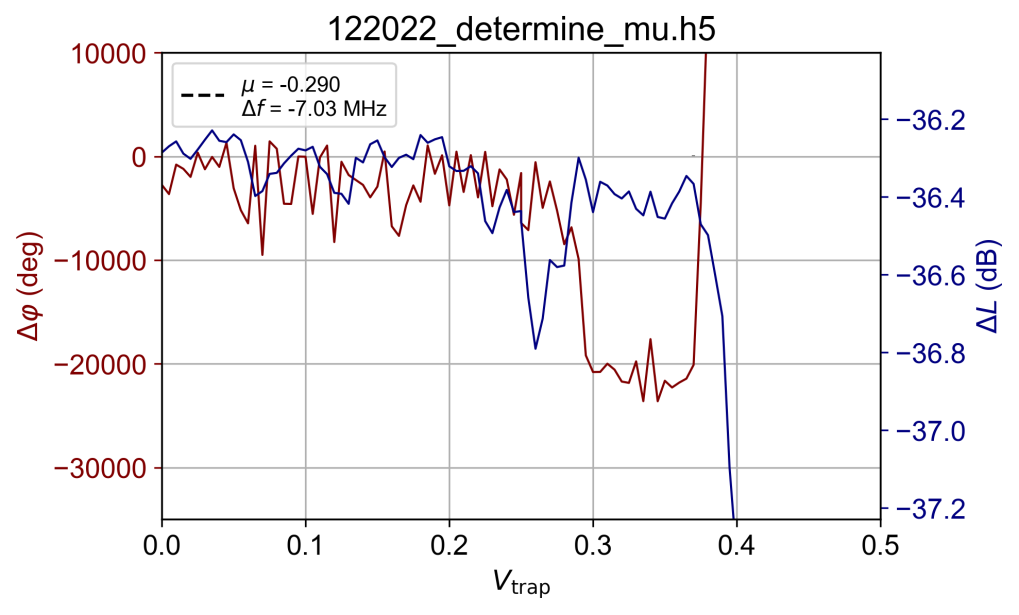 122022_determine_mu.h5
μ = -0.290
Δf = -7.03 MHz
10000
0
−10000
−20000
−30000
Δφ (deg)
−36.2
−36.4
−36.6
−36.8
−37.0
−37.2
ΔL (dB)
0.0 0.1 0.2 0.3 0.4 0.5
V_trap